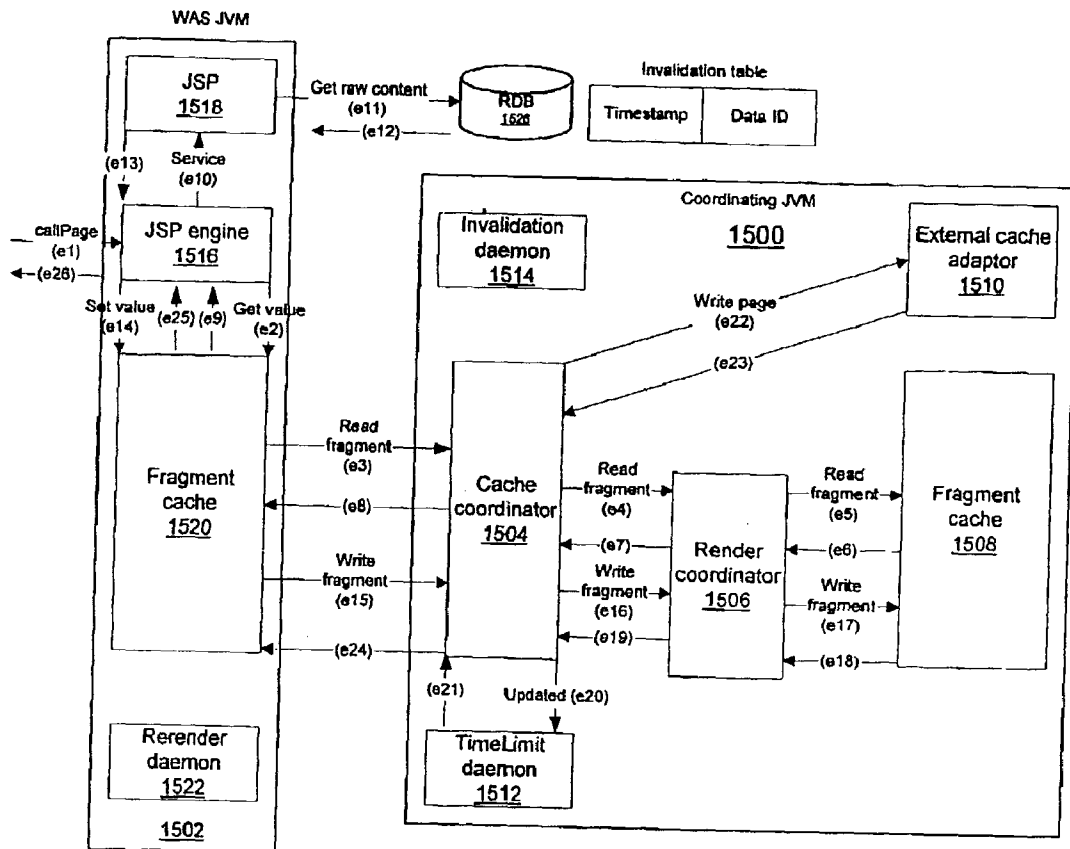 WAS JVM
JSP
1518
Get raw content
(e11)
(e12)
RDB
1526
Invalidation table
Timestamp
Data ID
(e13)
Service
(e10)
callPage
(e1)
(e26)
JSP engine
1516
Set value
(e14)
(e25)
(e9)
Get value
(e2)
Coordinating JVM
1500
Invalidation
daemon
1514
External cache
adaptor
1510
Write page
(e22)
(e23)
Fragment
cache
1520
Read
fragment
(e3)
(e8)
Write
fragment
(e15)
(e24)
Cache
coordinator
1504
Read
fragment
(e4)
(e7)
Write
fragment
(e16)
(e19)
Render
coordinator
1506
Read
fragment
(e5)
(e6)
Write
fragment
(e17)
(e18)
Fragment
cache
1508
(e21)
Updated (e20)
TimeLimit
daemon
1512
Rerender
daemon
1522
1502